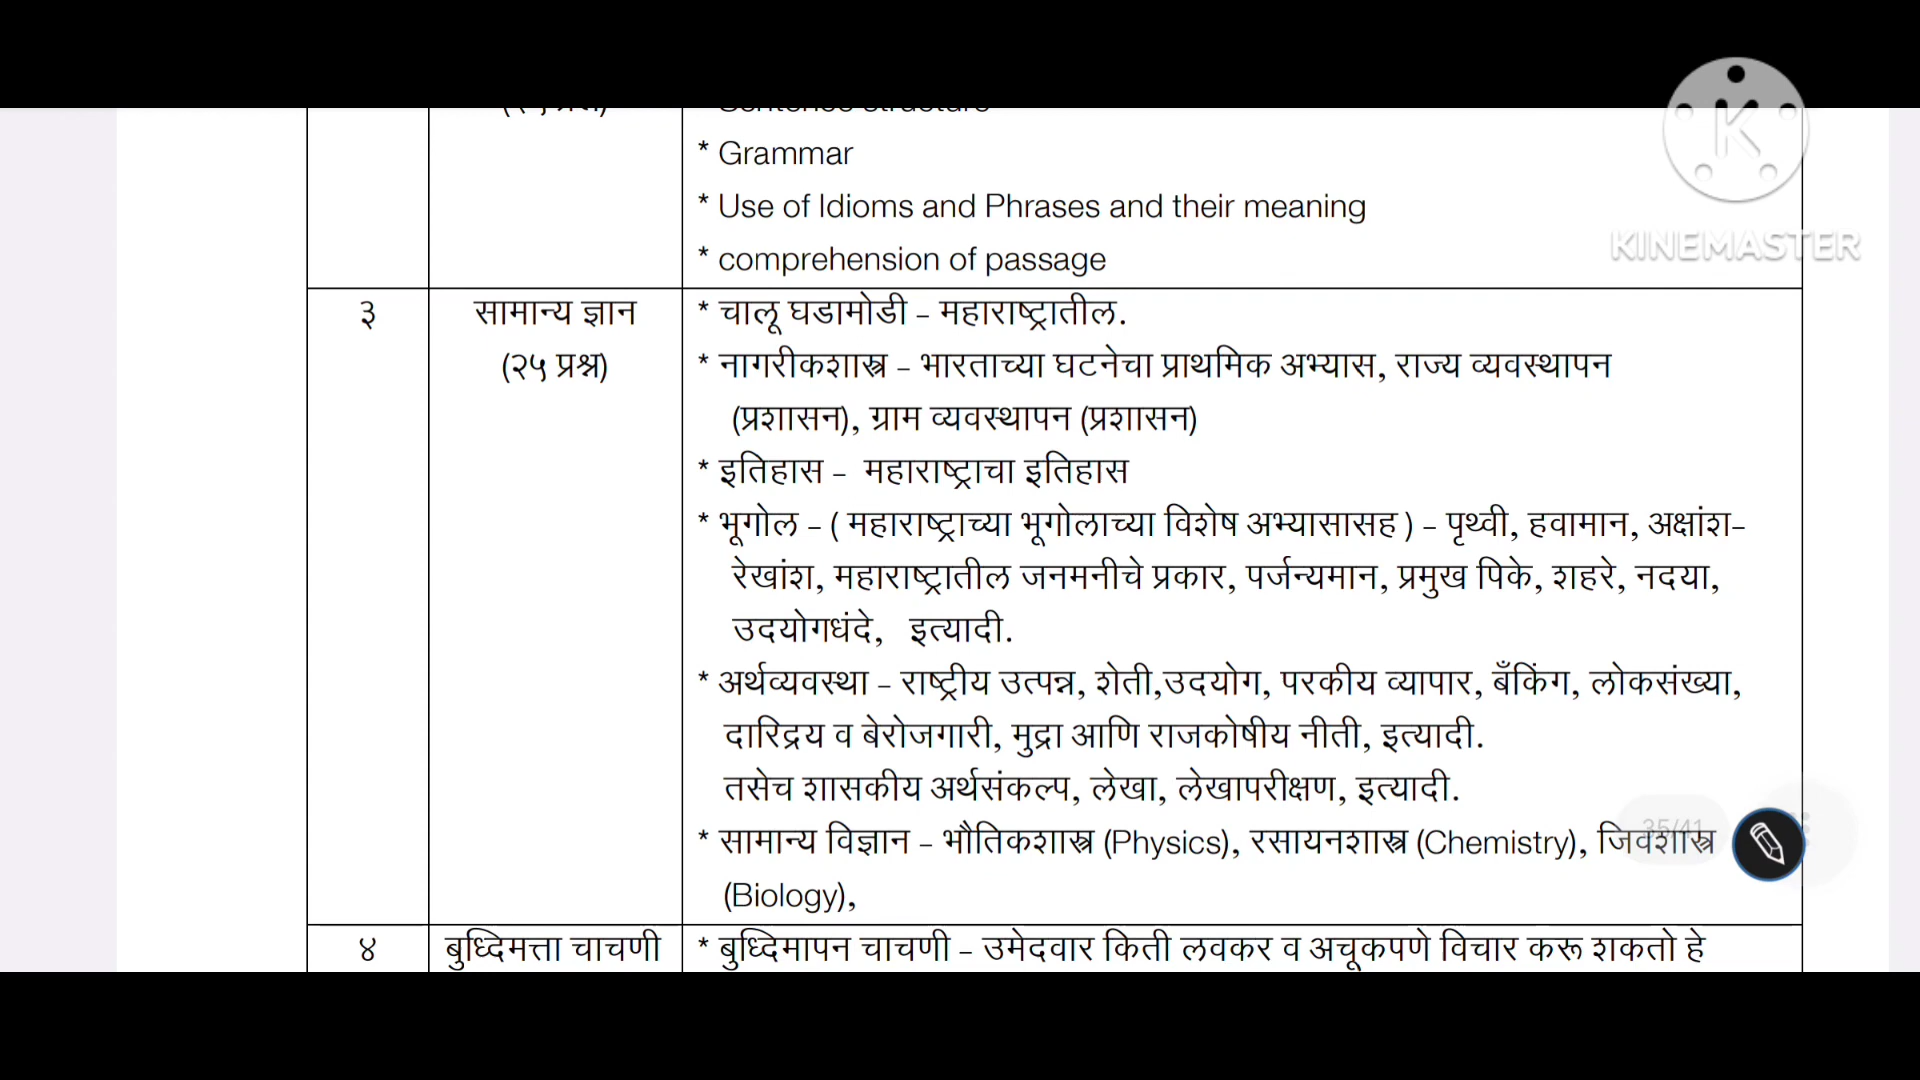 * Grammar
* Use of Idioms and Phrases and their meaning
* comprehension of passage
KINEMASTER
३
सामान्य ज्ञान
(२५ प्रश्न)
* चालू घडामोडी – महाराष्ट्रातील.
* नागरीकशास्त्र – भारताच्या घटनेचा प्राथमिक अभ्यास, राज्य व्यवस्थापन
(प्रशासन), ग्राम व्यवस्थापन (प्रशासन)
* इतिहास – महाराष्ट्राचा इतिहास
* भूगोल – ( महाराष्ट्राच्या भूगोलाच्या विशेष अभ्यासासह ) – पृथ्वी, हवामान, अक्षांश–
रेखांश, महाराष्ट्रातील जनमनीचे प्रकार, पर्जन्यमान, प्रमुख पिके, शहरे, नदया,
उदयोगधंदे, इत्यादी.
* अर्थव्यवस्था – राष्ट्रीय उत्पन्न, शेती,उदयोग, परकीय व्यापार, बँकिंग, लोकसंख्या,
दारिद्रय व बेरोजगारी, मुद्रा आणि राजकोषीय नीती, इत्यादी.
तसेच शासकीय अर्थसंकल्प, लेखा, लेखापरीक्षण, इत्यादी.
* सामान्य विज्ञान – भौतिकशास्त्र (Physics), रसायनशास्त्र (Chemistry), जिवशास्त्र
(Biology),
35/41
४
बुध्दिमत्ता चाचणी
* बुध्दिमापन चाचणी – उमेदवार किती लवकर व अचूकपणे विचार करू शकतो हे